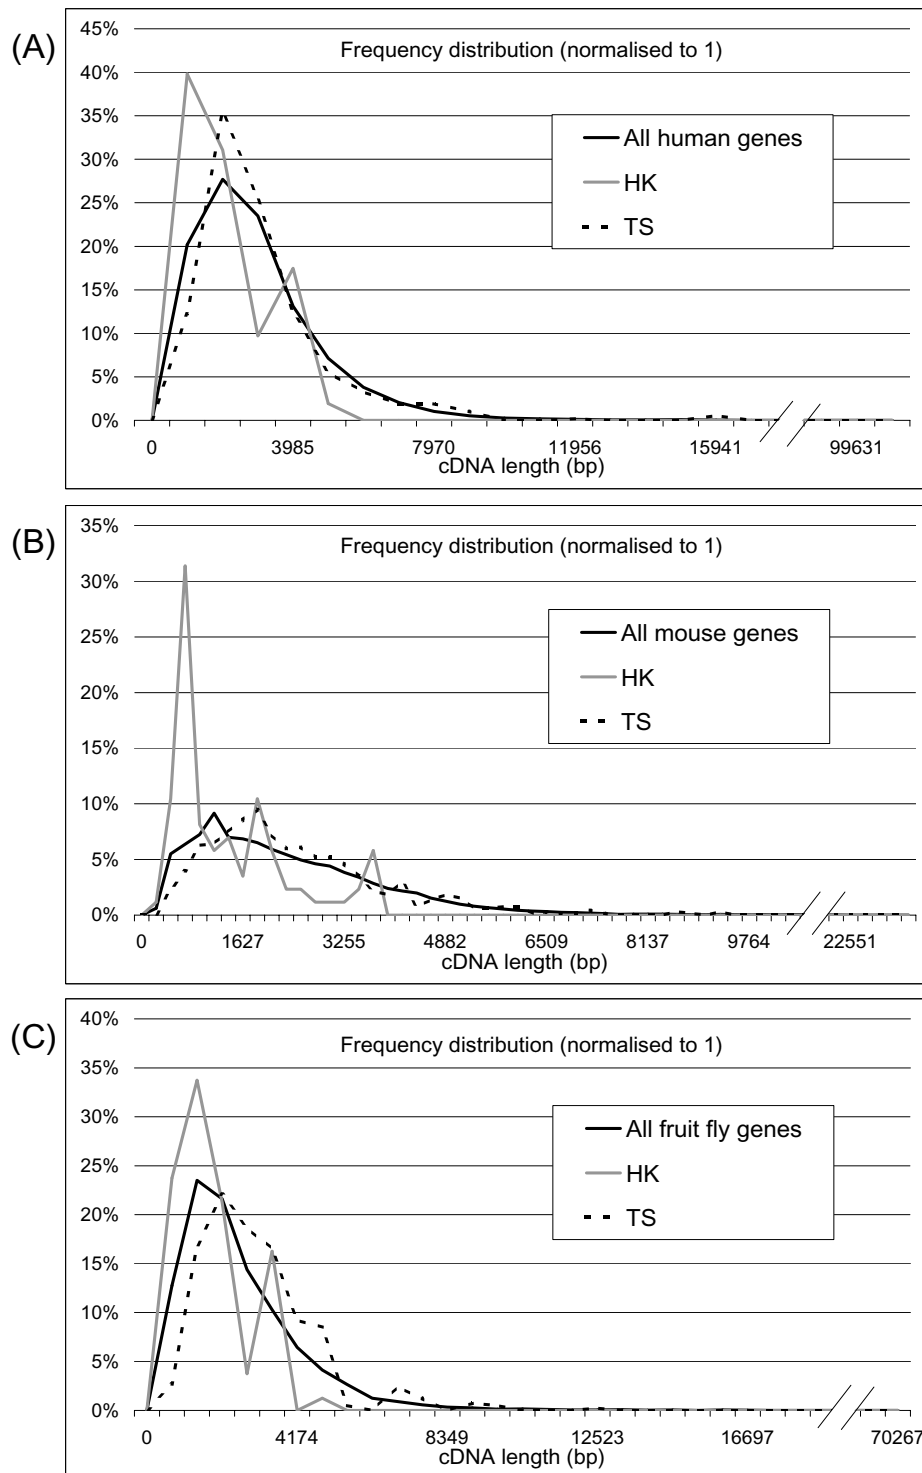 (A)
Frequency distribution (normalised to 1)
45%
40%
35%
30%
25%
20%
15%
10%
5%
0%
All human genes
HK
TS
0 3985 7970 11956 15941 99631
cDNA length (bp)
(B)
Frequency distribution (normalised to 1)
35%
30%
25%
20%
15%
10%
5%
0%
All mouse genes
HK
TS
0 1627 3255 4882 6509 8137 9764 22551
cDNA length (bp)
(C)
Frequency distribution (normalised to 1)
40%
35%
30%
25%
20%
15%
10%
5%
0%
All fruit fly genes
HK
TS
0 4174 8349 12523 16697 70267
cDNA length (bp)